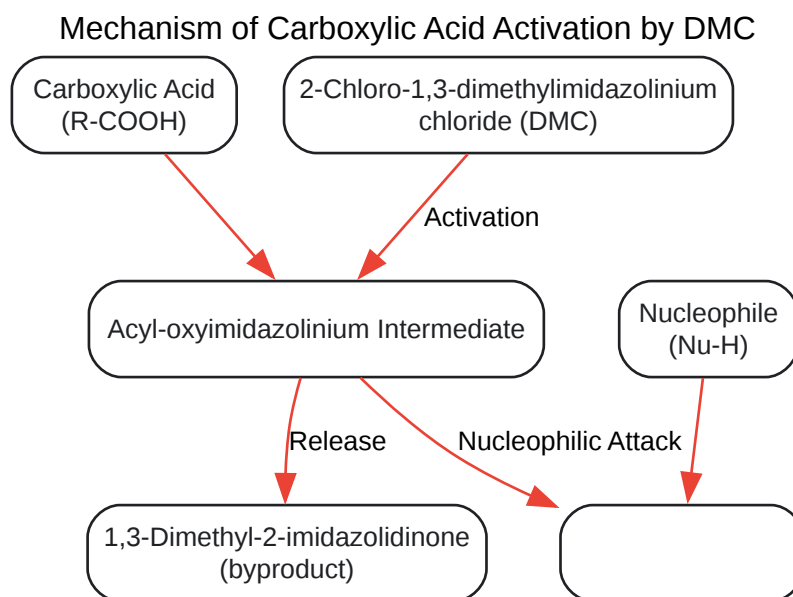 Mechanism of Carboxylic Acid Activation by DMC
Carboxylic Acid
(R-COOH)
2-Chloro-1,3-dimethylimidazolinium
chloride (DMC)
Activation
Acyl-oxyimidazolinium Intermediate
Nucleophile
(Nu-H)
Release
Nucleophilic Attack
1,3-Dimethyl-2-imidazolidinone
(byproduct)